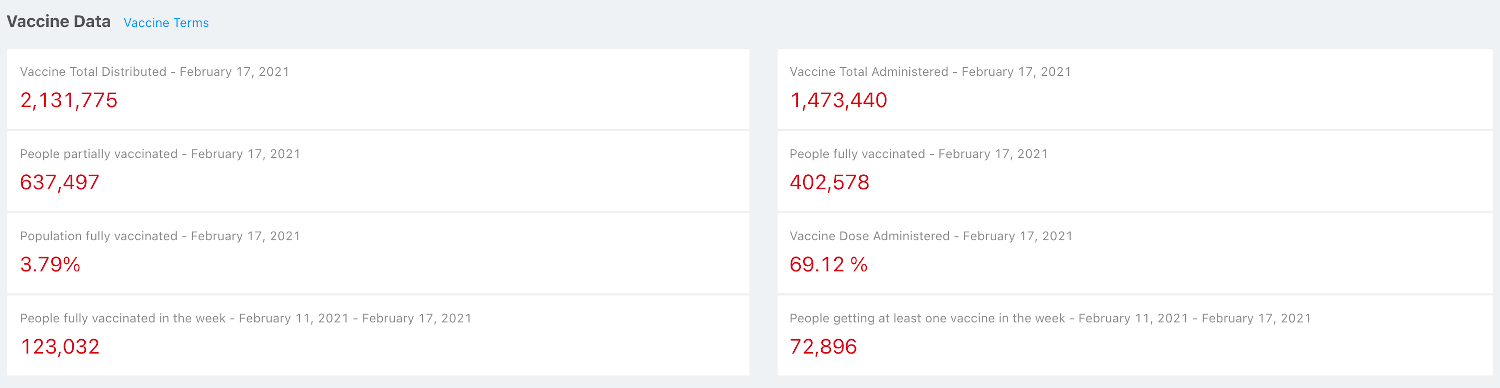 Vaccine Data Vaccine Terms
Vaccine Total Distributed - February 17, 2021
2,131,775
Vaccine Total Administered - February 17, 2021
1,473,440
People partially vaccinated - February 17, 2021
637,497
People fully vaccinated - February 17, 2021
402,578
Population fully vaccinated - February 17, 2021
3.79%
Vaccine Dose Administered - February 17, 2021
69.12 %
People fully vaccinated in the week - February 11, 2021 - February 17, 2021
123,032
People getting at least one vaccine in the week - February 11, 2021 - February 17, 2021
72,896